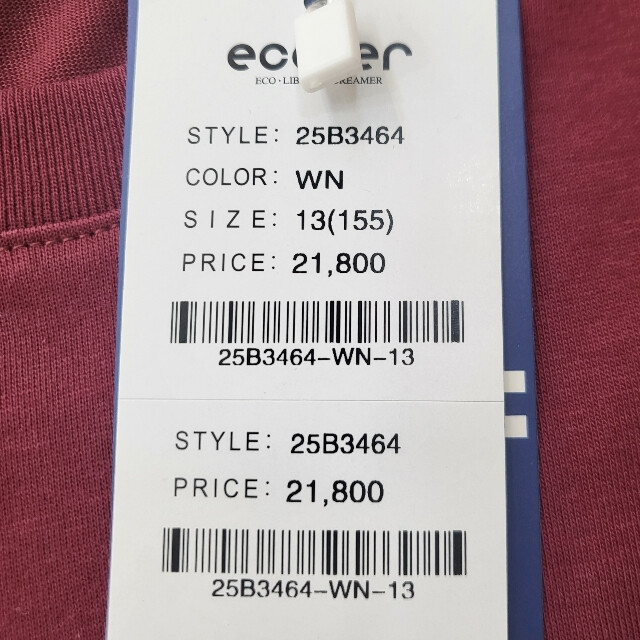 ECO·
STYLE: 25B3464
COLOR: WN
SIZE: 13(155)
PRICE: 21,800
25B3464-WN-13
STYLE: 25B3464
PRICE: 21,800
25B3464-WN-13